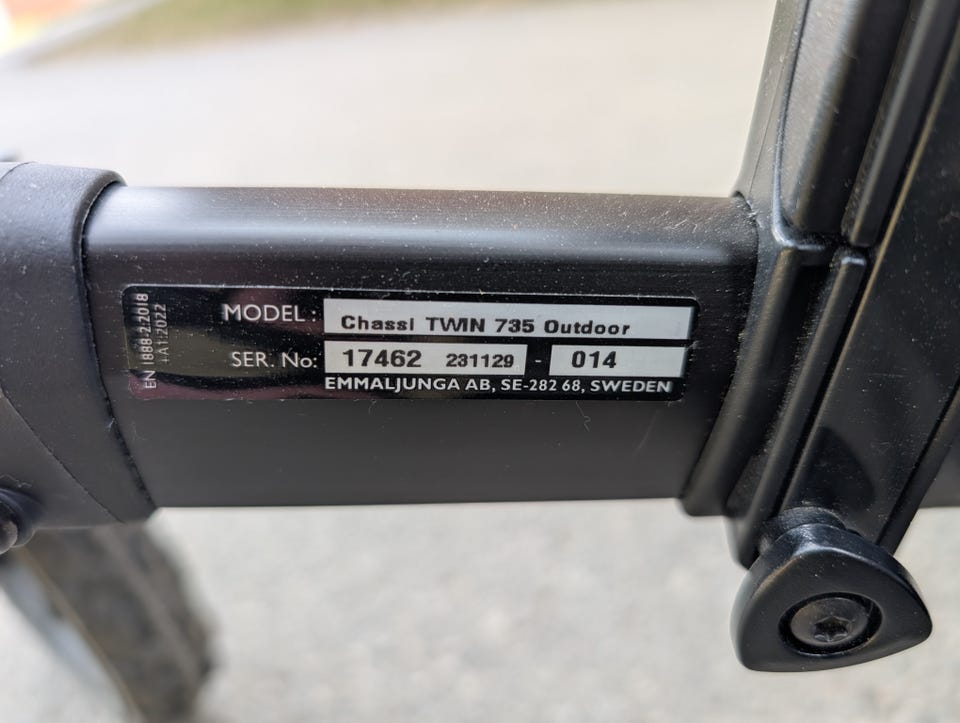 MODEL: Chassi TWIN 735 Outdoor
SER. No: 17462 231129 - 014
EMMALJUNGA AB, SE-282 68, SWEDEN
EN 1888-2:2018
+A1:2022